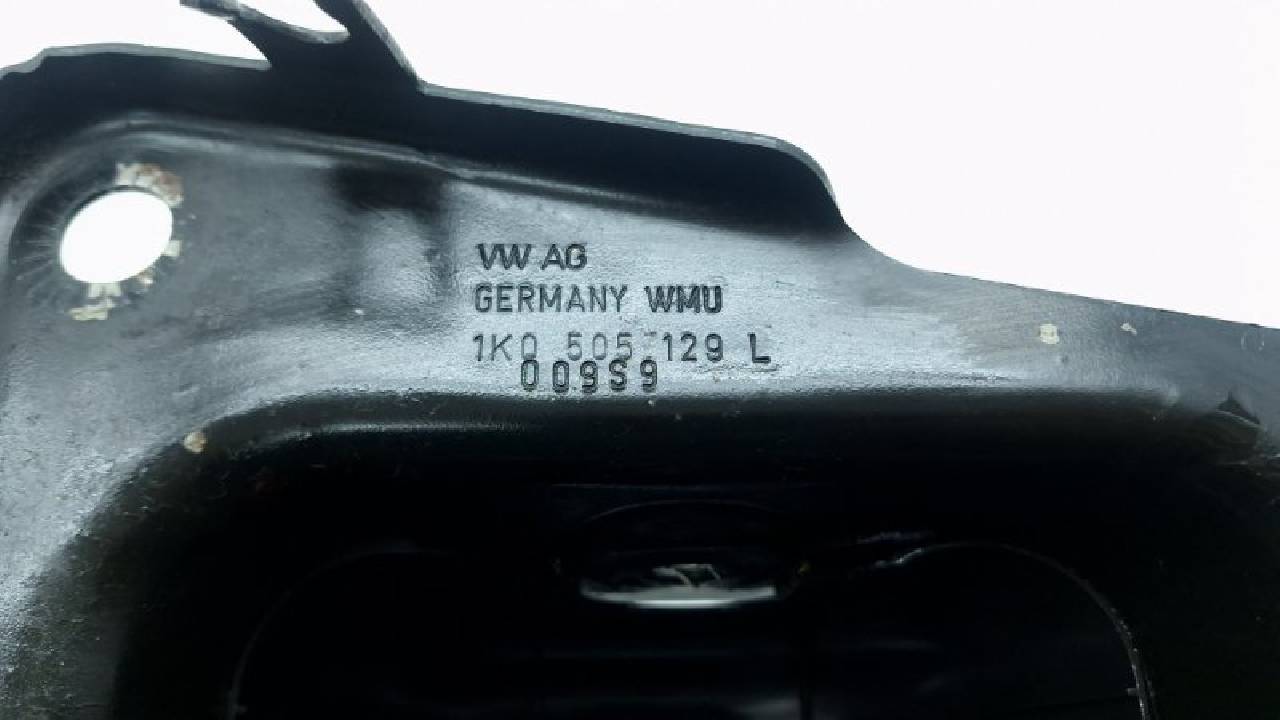 VW AG
GERMANY WMU
1K0 505 129 L
009S9